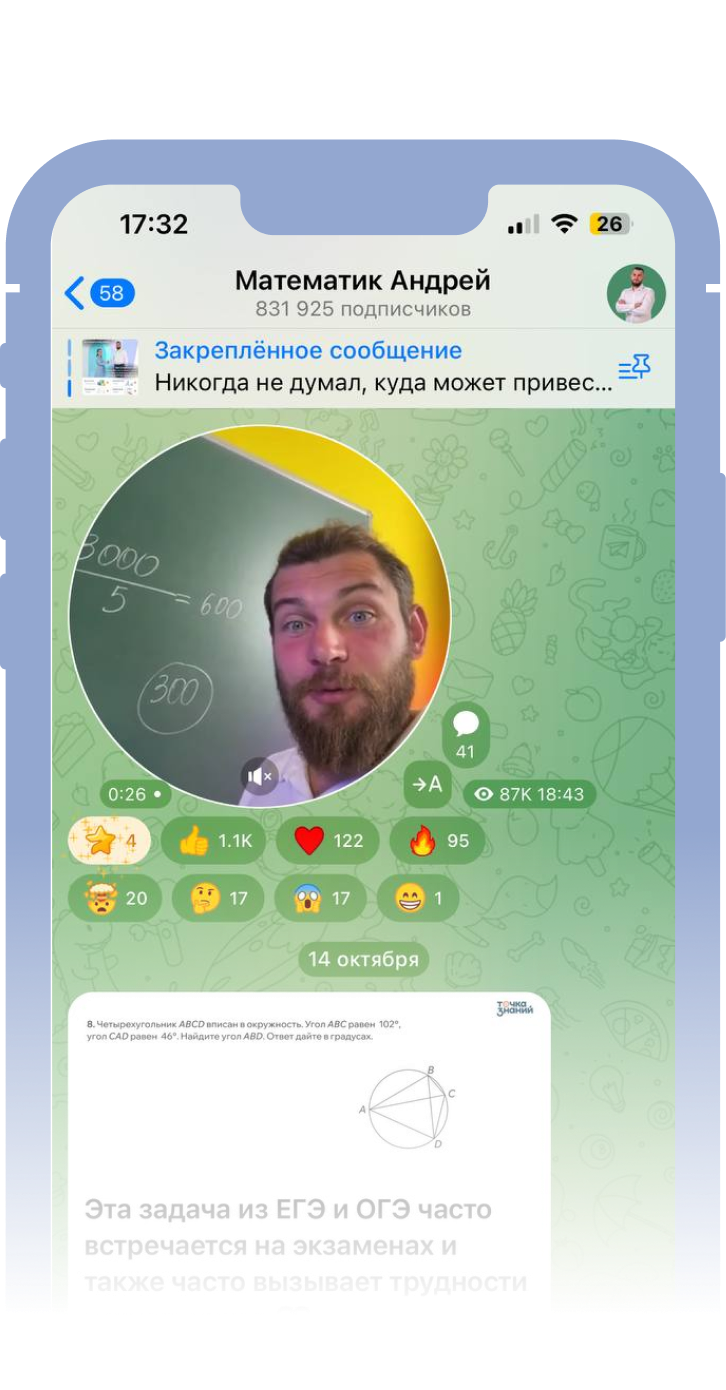 17:32
26
58
Математик Андрей
831 925 подписчиков
Закреплённое сообщение
Никогда не думал, куда может привес...
3000
5
= 600
300
41
0:26
→A
87K 18:43
4
1.1K
122
95
20
17
17
1
14 октября
точка
знаний
8. Четырехугольник ABCD вписан в окружность. Угол ABC равен 102°,
угол CAD равен 46°. Найдите угол ABD. Ответ дайте в градусах.
B
C
A
D
Эта задача из ЕГЭ и ОГЭ часто
встречается на экзаменах и
также часто вызывает трудности